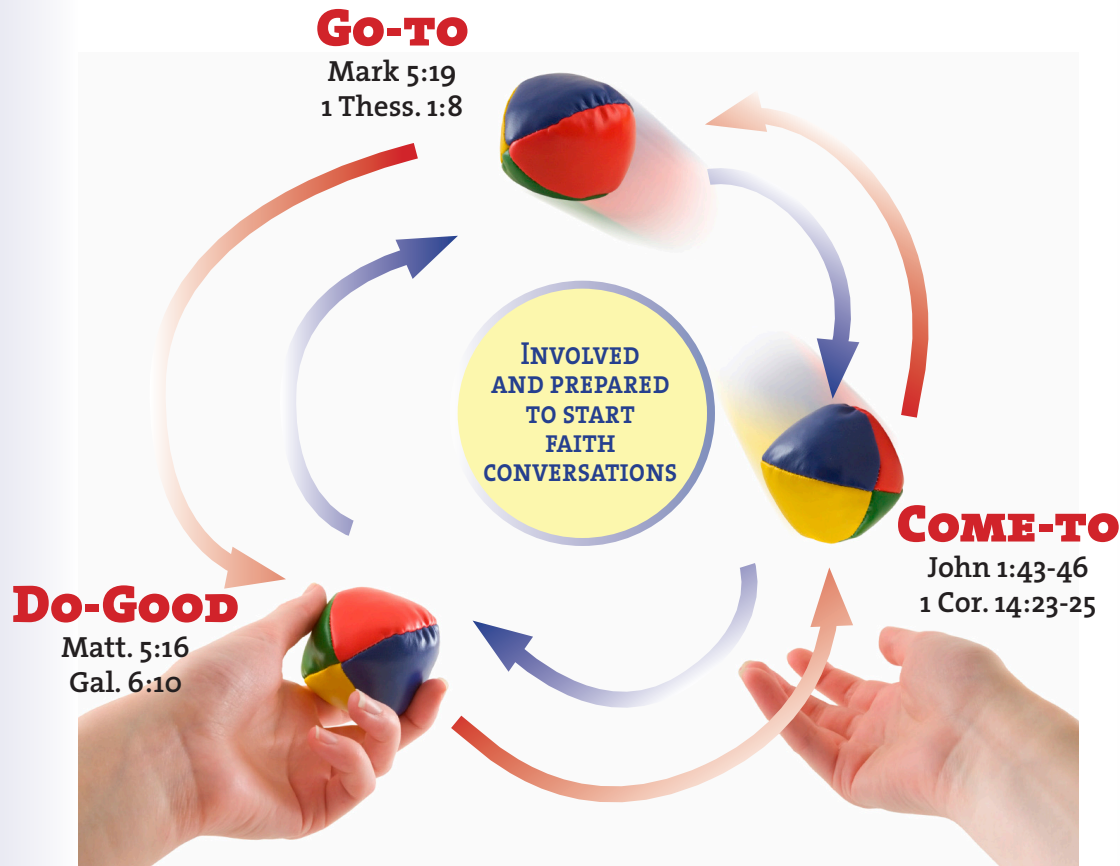 Go-to
Mark 5:19
1 Thess. 1:8
Involved
and prepared
to start
faith
conversations
Come-to
John 1:43-46
1 Cor. 14:23-25
Do-Good
Matt. 5:16
Gal. 6:10